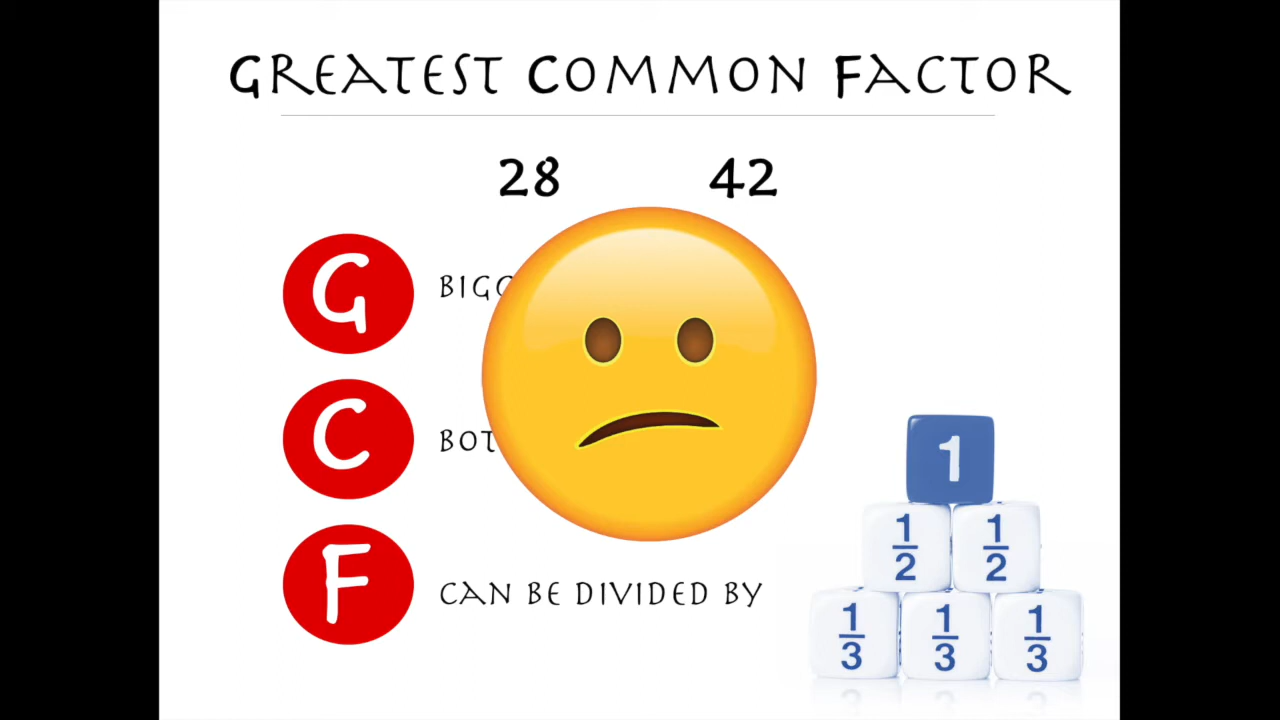 GREATEST COMMON FACTOR
28 42
G
C
F CAN BE DIVIDED BY
1
1/2 1/2
1/3 1/3 1/3